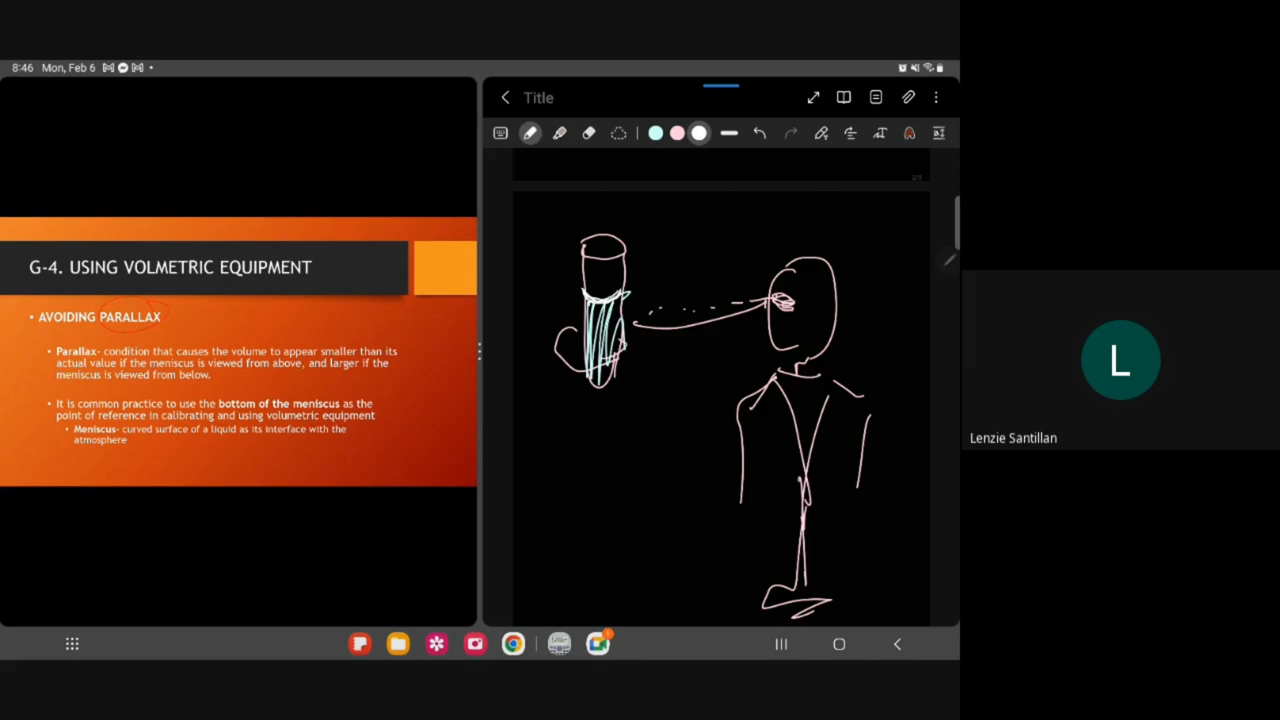 8:46 Mon, Feb 6
Title
2/3
G-4. USING VOLMETRIC EQUIPMENT
• AVOIDING PARALLAX
• Parallax- condition that causes the volume to appear smaller than its
actual value if the meniscus is viewed from above, and larger if the
meniscus is viewed from below.
• It is common practice to use the bottom of the meniscus as the
point of reference in calibrating and using volumetric equipment
• Meniscus- curved surface of a liquid as its interface with the
atmosphere
L
Lenzie Santillan